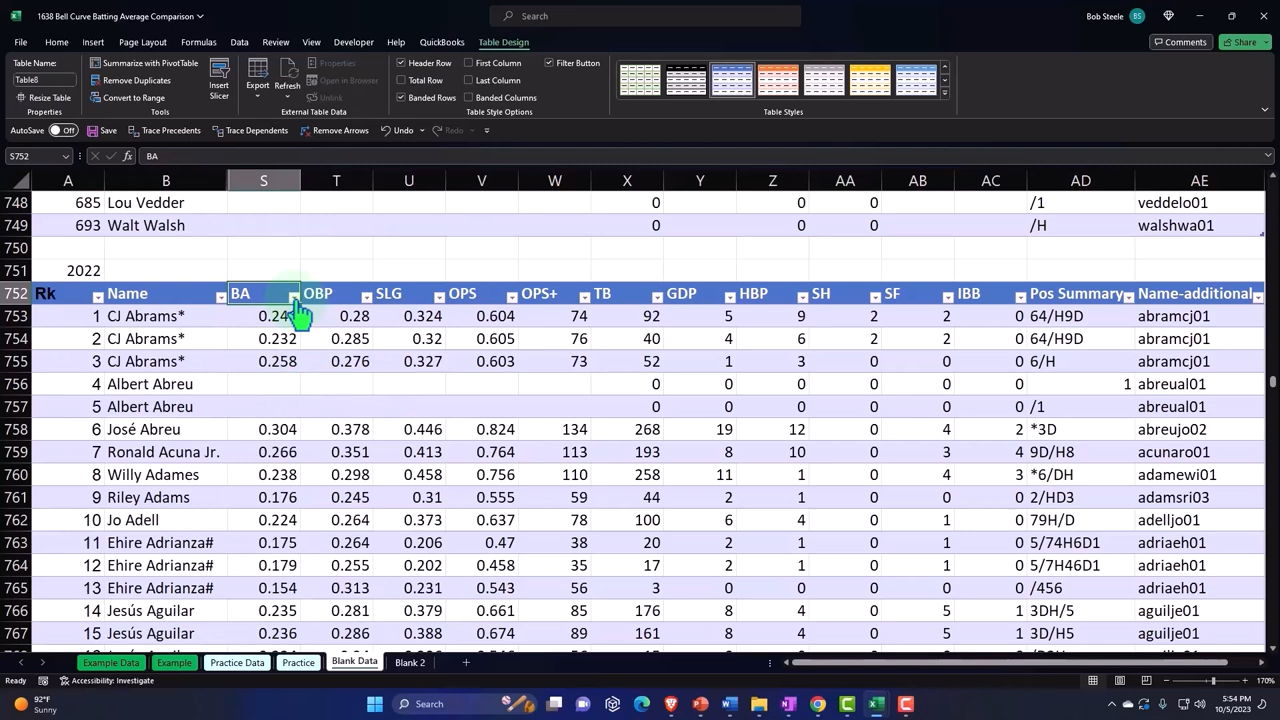 1638 Bell Curve Batting Average Comparison
Search
Bob Steele BS
File Home Insert Page Layout Formulas Data Review View Developer Help QuickBooks Table Design
Comments Share
Table Name:
Table8
Resize Table
Properties
Summarize with PivotTable
Remove Duplicates
Convert to Range
Insert Slicer
Tools
Export Refresh
Properties
Open in Browser
Unlink
External Table Data
Header Row First Column Filter Button
Total Row Last Column
Banded Rows Banded Columns
Table Style Options
Table Styles
AutoSave Off Save Trace Precedents Trace Dependents Remove Arrows Undo Redo
S752 fx BA
A B S T U V W X Y Z AA AB AC AD AE
748 685 Lou Vedder 0 0 0 /1 veddelo01
749 693 Walt Walsh 0 0 0 /H walshwa01
750
751 2022
752 Rk Name BA OBP SLG OPS OPS+ TB GDP HBP SH SF IBB Pos Summary Name-additional
753 1 CJ Abrams* 0.24 0.28 0.324 0.604 74 92 5 9 2 2 0 64/H9D abramcj01
754 2 CJ Abrams* 0.232 0.285 0.32 0.605 76 40 4 6 2 2 0 64/H9D abramcj01
755 3 CJ Abrams* 0.258 0.276 0.327 0.603 73 52 1 3 0 0 0 6/H abramcj01
756 4 Albert Abreu 0 0 0 0 0 0 1 abreual01
757 5 Albert Abreu 0 0 0 0 0 0 /1 abreual01
758 6 José Abreu 0.304 0.378 0.446 0.824 134 268 19 12 0 4 2 *3D abreujo02
759 7 Ronald Acuna Jr. 0.266 0.351 0.413 0.764 113 193 8 10 0 3 4 9D/H8 acunaro01
760 8 Willy Adames 0.238 0.298 0.458 0.756 110 258 11 1 0 4 3 *6/DH adamewi01
761 9 Riley Adams 0.176 0.245 0.31 0.555 59 44 2 1 0 0 0 2/HD3 adamsri03
762 10 Jo Adell 0.224 0.264 0.373 0.637 78 100 6 4 0 1 0 79H/D adelljo01
763 11 Ehire Adrianza# 0.175 0.264 0.206 0.47 38 20 2 1 0 1 0 5/74H6D1 adriaeh01
764 12 Ehire Adrianza# 0.179 0.255 0.202 0.458 35 17 2 1 0 1 0 5/7H46D1 adriaeh01
765 13 Ehire Adrianza# 0.154 0.313 0.231 0.543 56 3 0 0 0 0 0 /456 adriaeh01
766 14 Jesús Aguilar 0.235 0.281 0.379 0.661 85 176 8 4 0 5 1 3DH/5 aguilje01
767 15 Jesús Aguilar 0.236 0.286 0.388 0.674 89 161 8 4 0 5 1 3D/H5 aguilje01
Example Data Example Practice Data Practice Blank Data Blank 2
Ready Accessibility: Investigate 170%
92°F
Sunny
Search
5:54 PM
10/5/2023